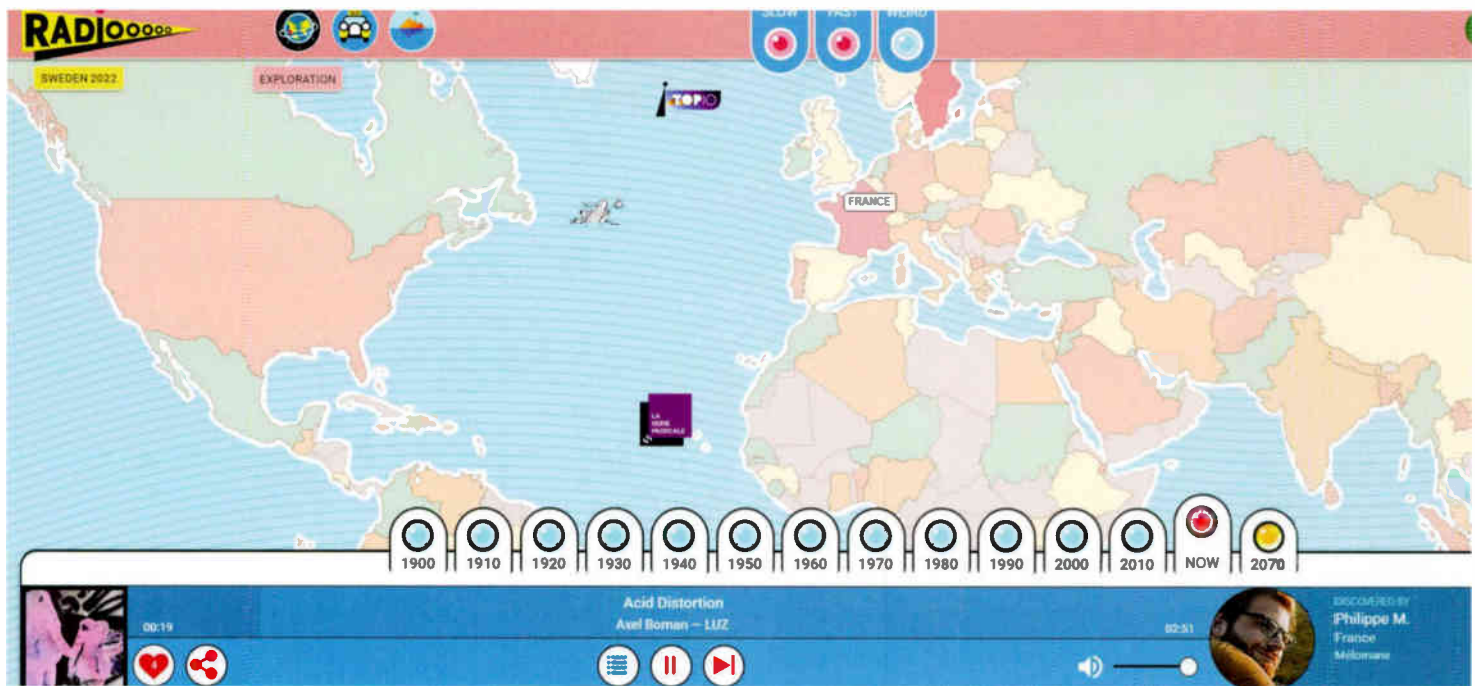 RADIOoooo
SLOW FAST WEIRD
SWEDEN 2022
EXPLORATION
TOP10
FRANCE
LA
SEINE
MUSICALE
1900 1910 1920 1930 1940 1950 1960 1970 1980 1990 2000 2010 NOW 2070
Acid Distortion
Axel Boman – LUZ
00:19
02:51
DISCOVERED BY
Philippe M.
France
Mélomane